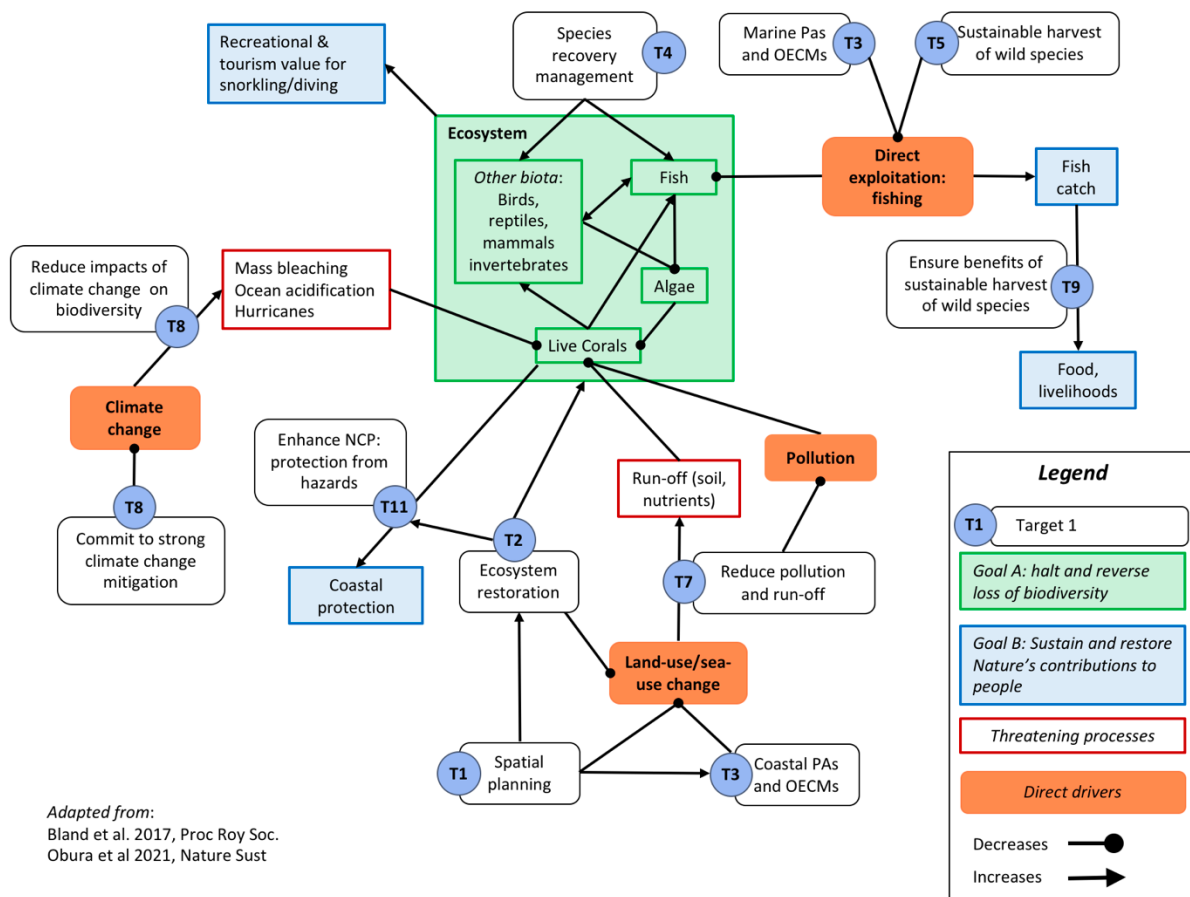 Recreational &
tourism value for
snorkling/diving
Species
recovery
management
T4
Marine Pas
and OECMs
T3
T5
Sustainable harvest
of wild species
Ecosystem
Other biota:
Birds,
reptiles,
mammals
invertebrates
Fish
Algae
Live Corals
Direct
exploitation:
fishing
Fish
catch
Ensure benefits of
sustainable harvest
of wild species
T9
Food,
livelihoods
Reduce impacts of
climate change on
biodiversity
T8
Mass bleaching
Ocean acidification
Hurricanes
Climate
change
T8
Commit to strong
climate change
mitigation
Enhance NCP:
protection from
hazards
T11
Coastal
protection
T2
Ecosystem
restoration
Run-off (soil,
nutrients)
Pollution
T7
Reduce pollution
and run-off
Land-use/sea-
use change
T1
Spatial
planning
T3
Coastal PAs
and OECMs
Legend
T1
Target 1
Goal A: halt and reverse
loss of biodiversity
Goal B: Sustain and restore
Nature's contributions to
people
Threatening processes
Direct drivers
Decreases
Increases
Adapted from:
Bland et al. 2017, Proc Roy Soc.
Obura et al 2021, Nature Sust